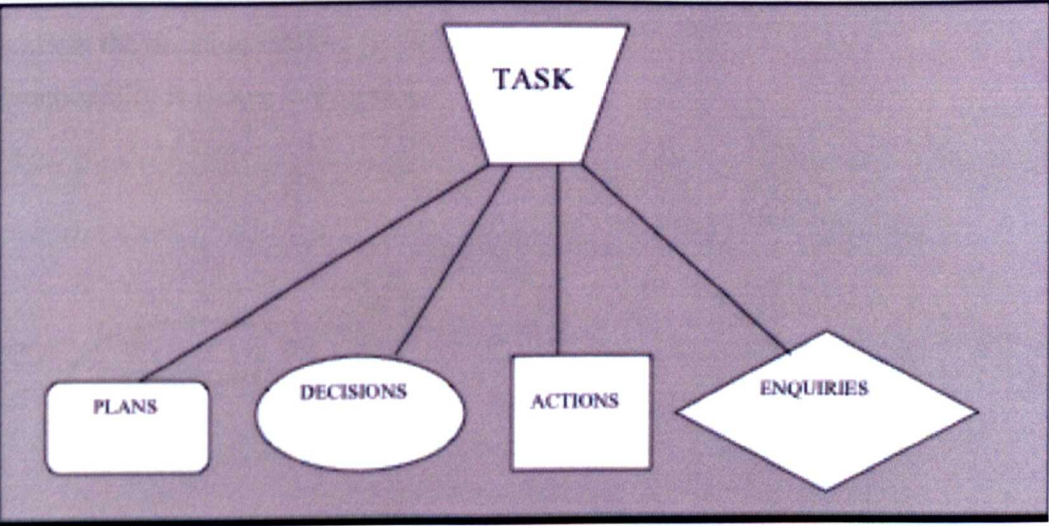 TASK
PLANS
DECISIONS
ACTIONS
ENQUIRIES